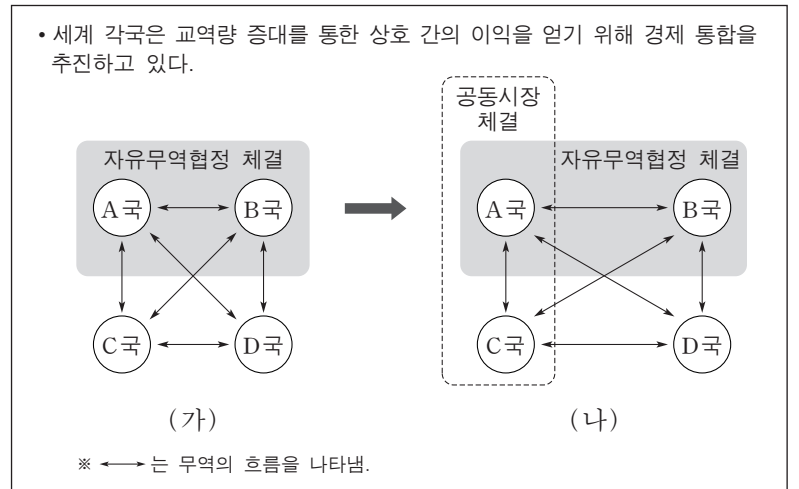 • 세계 각국은 교역량 증대를 통한 상호 간의 이익을 얻기 위해 경제 통합을
추진하고 있다.
공동시장
체결
자유무역협정 체결
자유무역협정 체결
A국
B국
A국
B국
C국
D국
C국
D국
(가)
(나)
※ ⟷ 는 무역의 흐름을 나타냄.